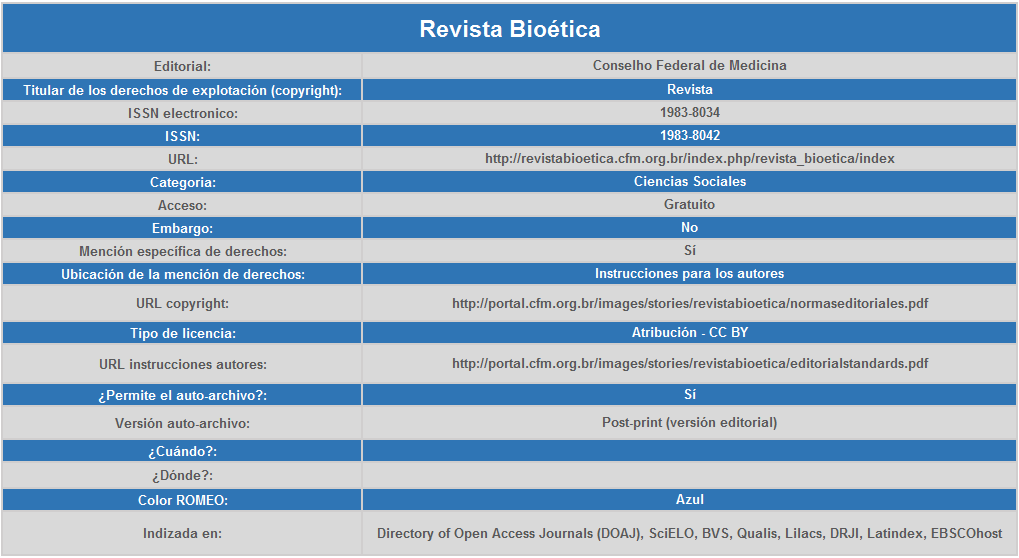 Revista Bioética
Editorial: Conselho Federal de Medicina
Titular de los derechos de explotación (copyright): Revista
ISSN electronico: 1983-8034
ISSN: 1983-8042
URL: http://revistabioetica.cfm.org.br/index.php/revista_bioetica/index
Categoria: Ciencias Sociales
Acceso: Gratuito
Embargo: No
Mención específica de derechos: Sí
Ubicación de la mención de derechos: Instrucciones para los autores
URL copyright: http://portal.cfm.org.br/images/stories/revistabioetica/normaseditoriales.pdf
Tipo de licencia: Atribución - CC BY
URL instrucciones autores: http://portal.cfm.org.br/images/stories/revistabioetica/editorialstandards.pdf
¿Permite el auto-archivo?: Sí
Versión auto-archivo: Post-print (versión editorial)
¿Cuándo?:
¿Dónde?:
Color ROMEO: Azul
Indizada en: Directory of Open Access Journals (DOAJ), SciELO, BVS, Qualis, Lilacs, DRJI, Latindex, EBSCOhost